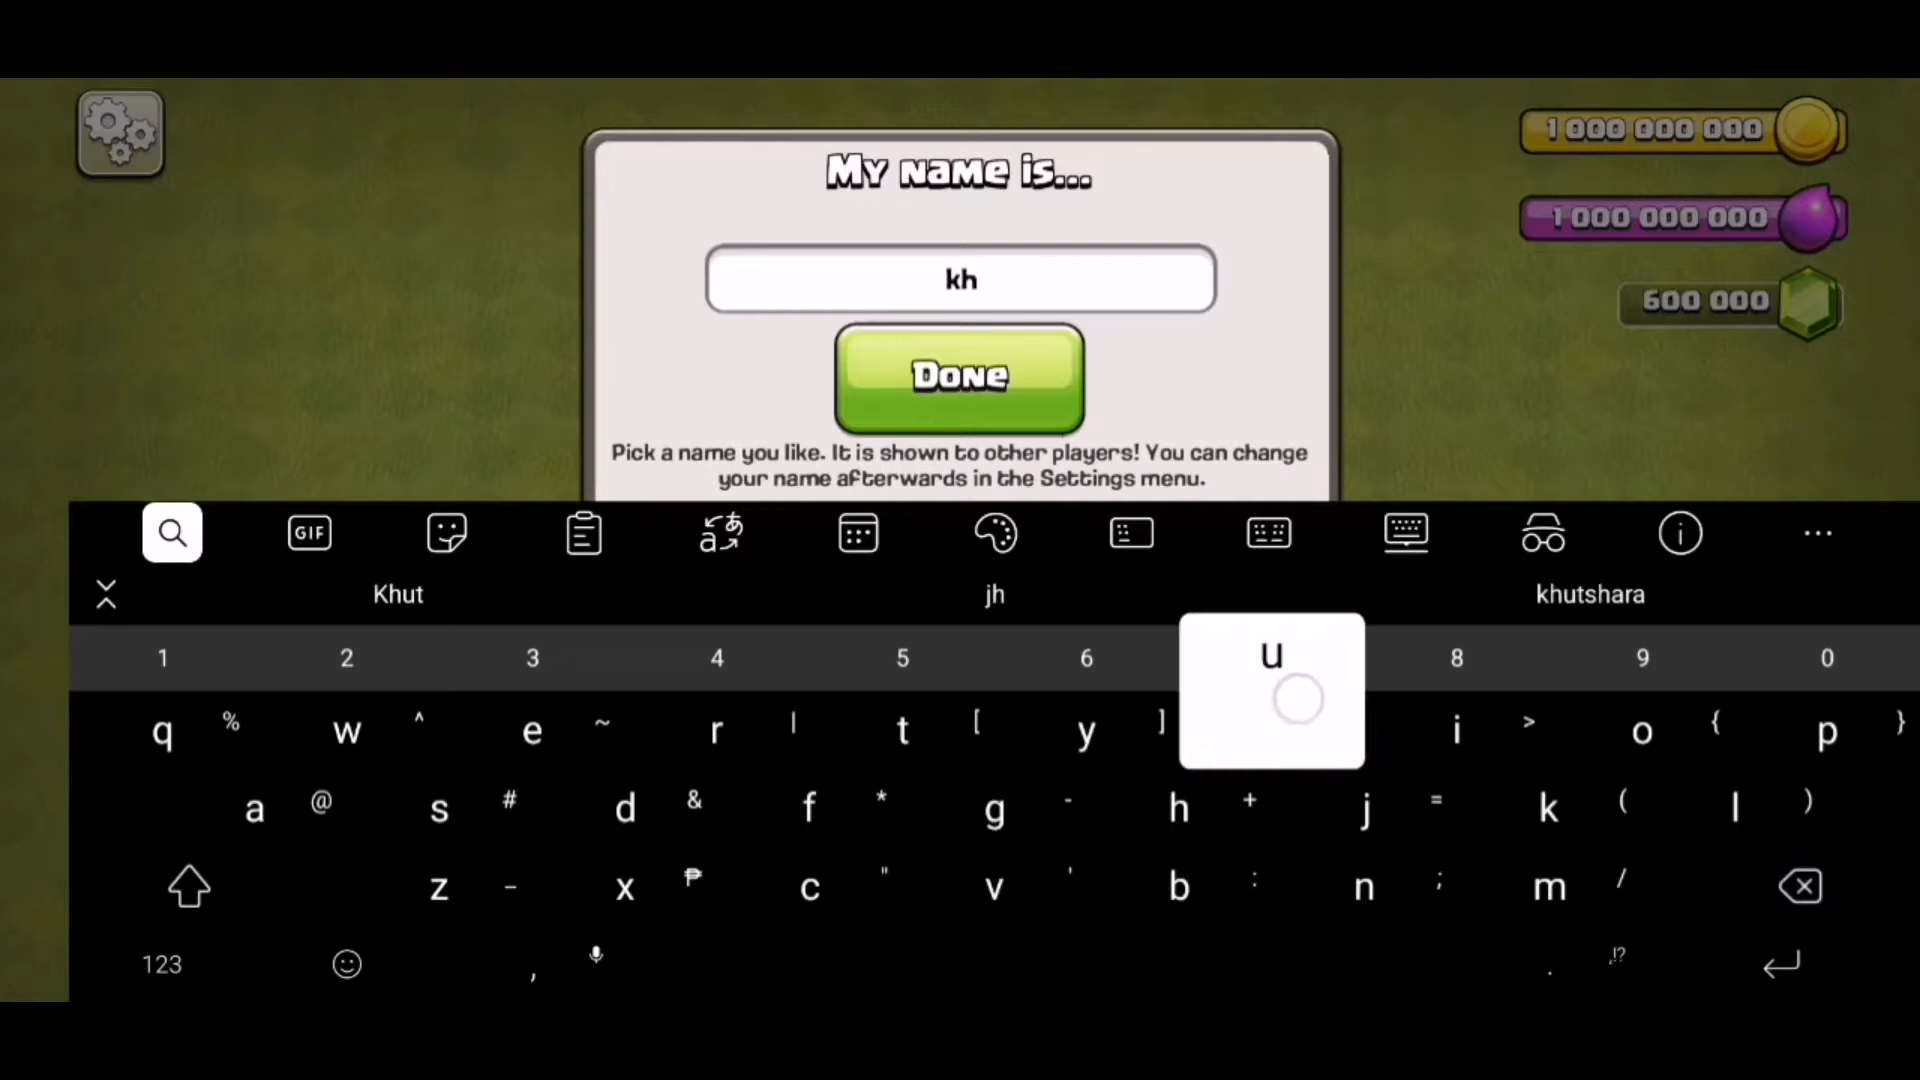 My name is...
1 000 000 000
kh
1 000 000 000
600 000
Done
Pick a name you like. It is shown to other players! You can change
your name afterwards in the Settings menu.
GIF
あ
a
Khut jh khutshara
1 2 3 4 5 6 u 8 9 0
q % w ^ e ~ r | t [ y ] i > o { p }
a @ s # d & f * g - h + j = k ( l )
z _ x ₱ c " v ' b : n ; m /
123 , . ,!?